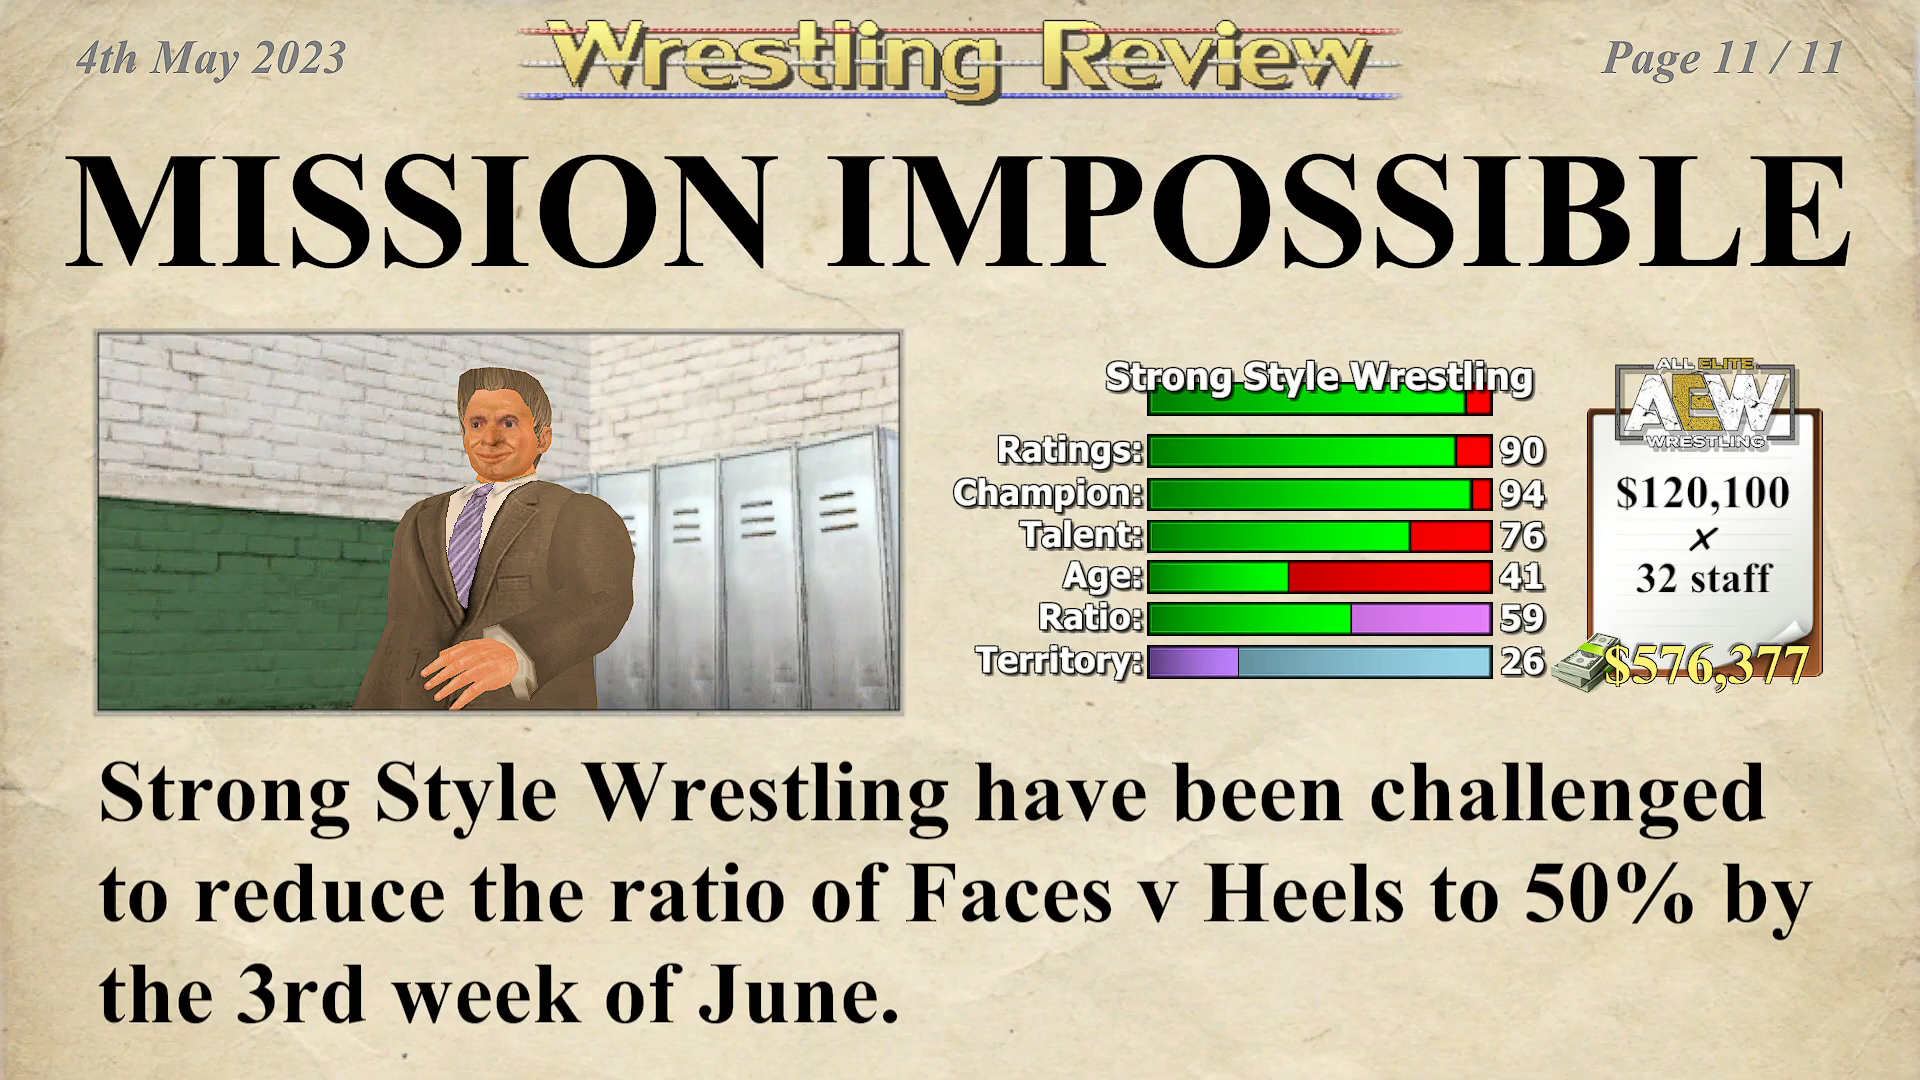 4th May 2023
Wrestling Review
Page 11 / 11
MISSION IMPOSSIBLE
Strong Style Wrestling
Ratings: 90
Champion: 94
Talent: 76
Age: 41
Ratio: 59
Territory: 26
ALL ELITE
AEW
WRESTLING
$120,100
×
32 staff
$576,377
Strong Style Wrestling have been challenged
to reduce the ratio of Faces v Heels to 50% by
the 3rd week of June.